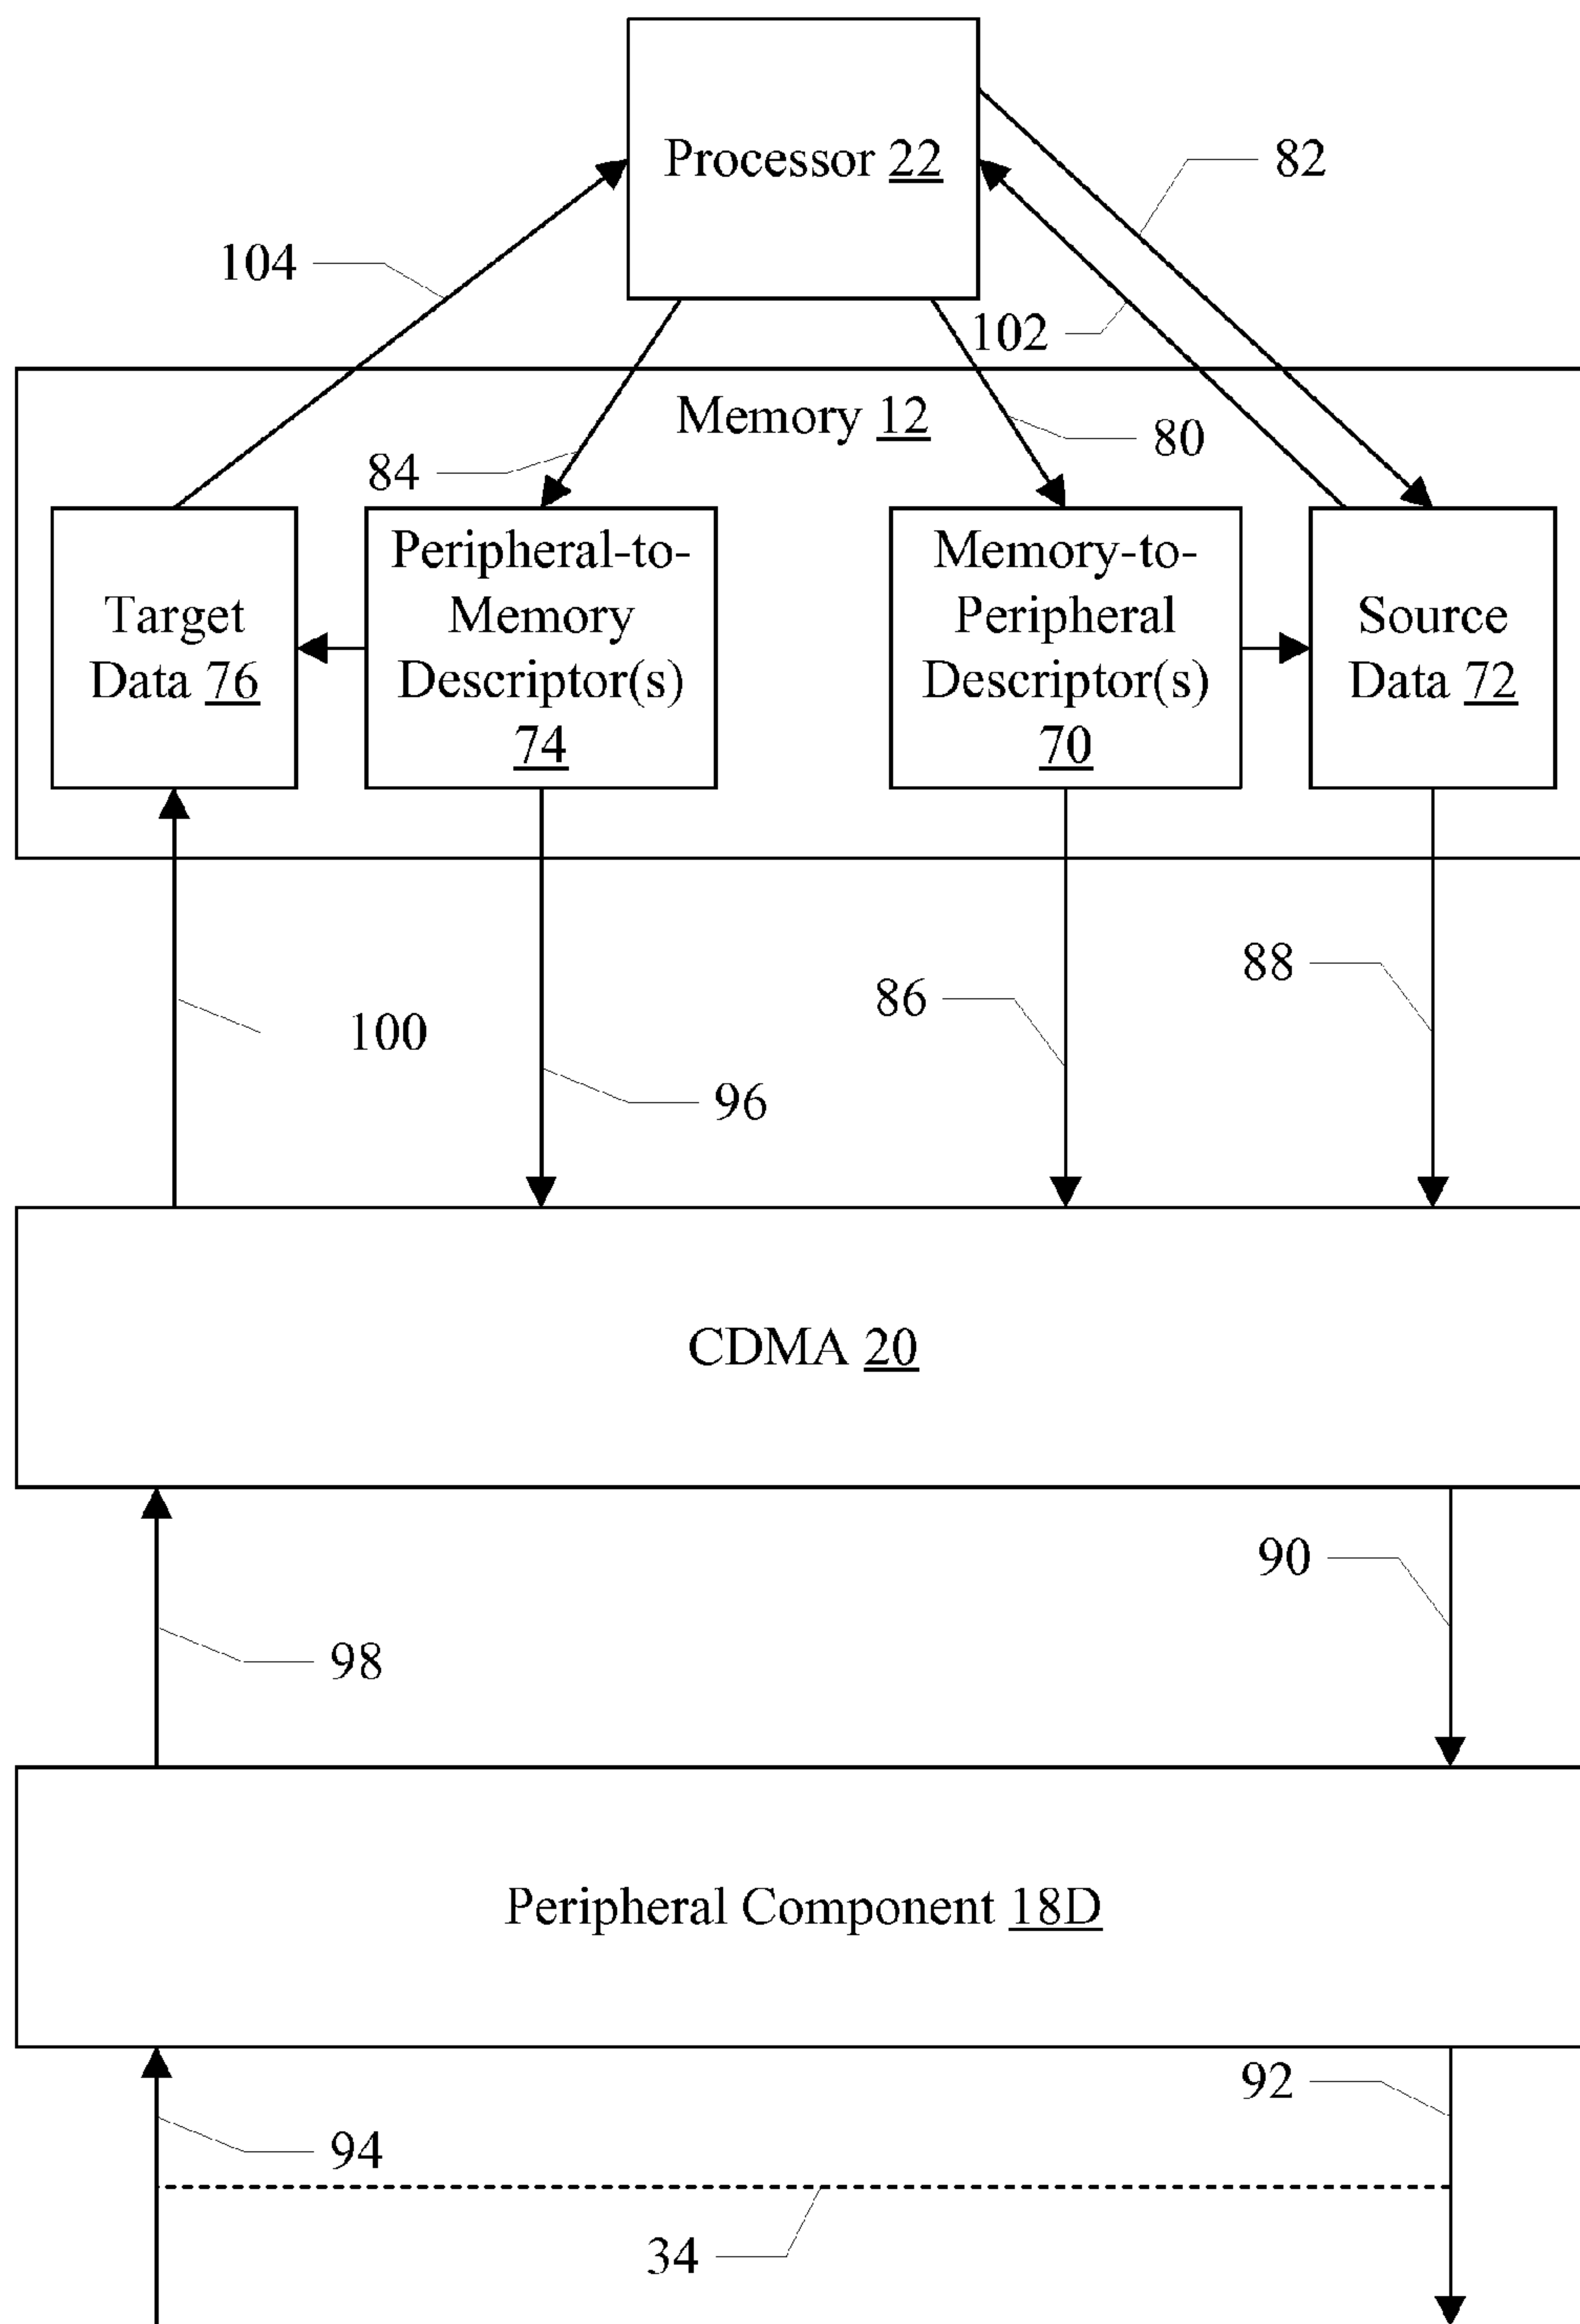 Processor 22
82
104
102
Memory 12
80
84
Target
Data 76
Peripheral-to-
Memory
Descriptor(s)
74
Memory-to-
Peripheral
Descriptor(s)
70
Source
Data 72
88
86
100
96
CDMA 20
90
98
Peripheral Component 18D
92
94
34